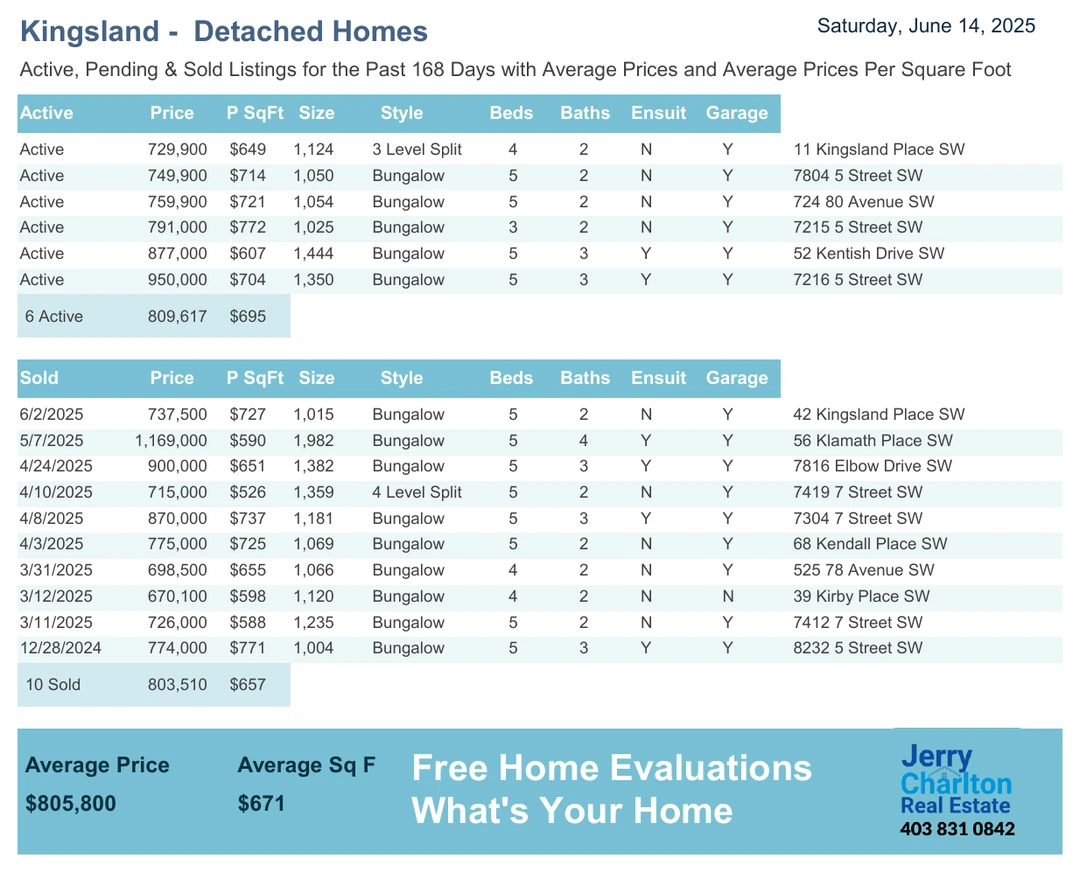 Kingsland - Detached Homes
Saturday, June 14, 2025
Active, Pending & Sold Listings for the Past 168 Days with Average Prices and Average Prices Per Square Foot
Active Price P SqFt Size Style Beds Baths Ensuit Garage
Active 729,900 $649 1,124 3 Level Split 4 2 N Y 11 Kingsland Place SW
Active 749,900 $714 1,050 Bungalow 5 2 N Y 7804 5 Street SW
Active 759,900 $721 1,054 Bungalow 5 2 N Y 724 80 Avenue SW
Active 791,000 $772 1,025 Bungalow 3 2 N Y 7215 5 Street SW
Active 877,000 $607 1,444 Bungalow 5 3 Y Y 52 Kentish Drive SW
Active 950,000 $704 1,350 Bungalow 5 3 Y Y 7216 5 Street SW
6 Active 809,617 $695
Sold Price P SqFt Size Style Beds Baths Ensuit Garage
6/2/2025 737,500 $727 1,015 Bungalow 5 2 N Y 42 Kingsland Place SW
5/7/2025 1,169,000 $590 1,982 Bungalow 5 4 Y Y 56 Klamath Place SW
4/24/2025 900,000 $651 1,382 Bungalow 5 3 Y Y 7816 Elbow Drive SW
4/10/2025 715,000 $526 1,359 4 Level Split 5 2 N Y 7419 7 Street SW
4/8/2025 870,000 $737 1,181 Bungalow 5 3 Y Y 7304 7 Street SW
4/3/2025 775,000 $725 1,069 Bungalow 5 2 N Y 68 Kendall Place SW
3/31/2025 698,500 $655 1,066 Bungalow 4 2 N Y 525 78 Avenue SW
3/12/2025 670,100 $598 1,120 Bungalow 4 2 N N 39 Kirby Place SW
3/11/2025 726,000 $588 1,235 Bungalow 5 2 N Y 7412 7 Street SW
12/28/2024 774,000 $771 1,004 Bungalow 5 3 Y Y 8232 5 Street SW
10 Sold 803,510 $657
Average Price Average Sq F
$805,800 $671
Free Home Evaluations
What's Your Home
Jerry
Charlton
Real Estate
403 831 0842